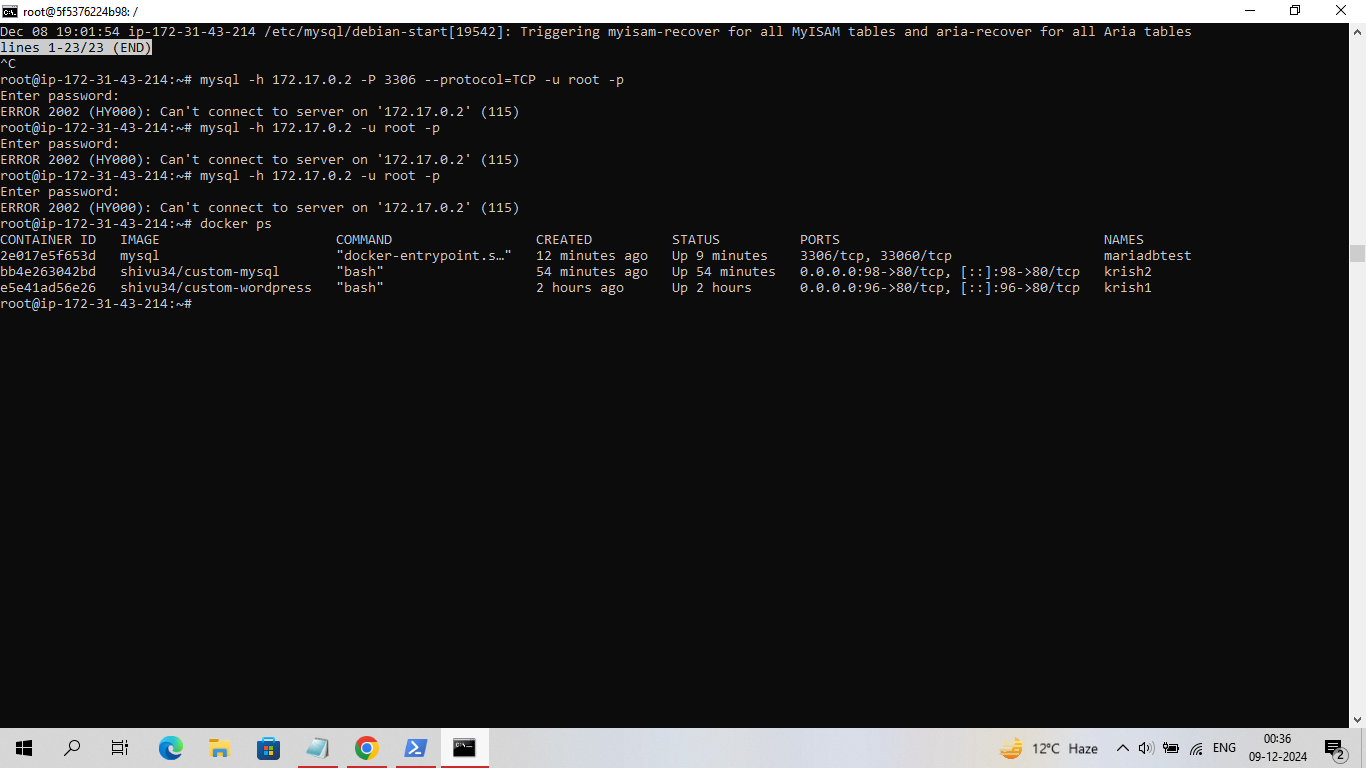 root@5f5376224b98: /
Dec 08 19:01:54 ip-172-31-43-214 /etc/mysql/debian-start[19542]: Triggering myisam-recover for all MyISAM tables and aria-recover for all Aria tables
lines 1-23/23 (END)
^C
root@ip-172-31-43-214:~# mysql -h 172.17.0.2 -P 3306 --protocol=TCP -u root -p
Enter password:
ERROR 2002 (HY000): Can't connect to server on '172.17.0.2' (115)
root@ip-172-31-43-214:~# mysql -h 172.17.0.2 -u root -p
Enter password:
ERROR 2002 (HY000): Can't connect to server on '172.17.0.2' (115)
root@ip-172-31-43-214:~# mysql -h 172.17.0.2 -u root -p
Enter password:
ERROR 2002 (HY000): Can't connect to server on '172.17.0.2' (115)
root@ip-172-31-43-214:~# docker ps
CONTAINER ID   IMAGE                      COMMAND                  CREATED          STATUS          PORTS                                 NAMES
2e017e5f653d   mysql                      "docker-entrypoint.s…"   12 minutes ago   Up 9 minutes    3306/tcp, 33060/tcp                   mariadbtest
bb4e263042bd   shivu34/custom-mysql       "bash"                   54 minutes ago   Up 54 minutes   0.0.0.0:98->80/tcp, [::]:98->80/tcp   krish2
e5e41ad56e26   shivu34/custom-wordpress   "bash"                   2 hours ago      Up 2 hours      0.0.0.0:96->80/tcp, [::]:96->80/tcp   krish1
root@ip-172-31-43-214:~#
12°C Haze
ENG
00:36
09-12-2024
2